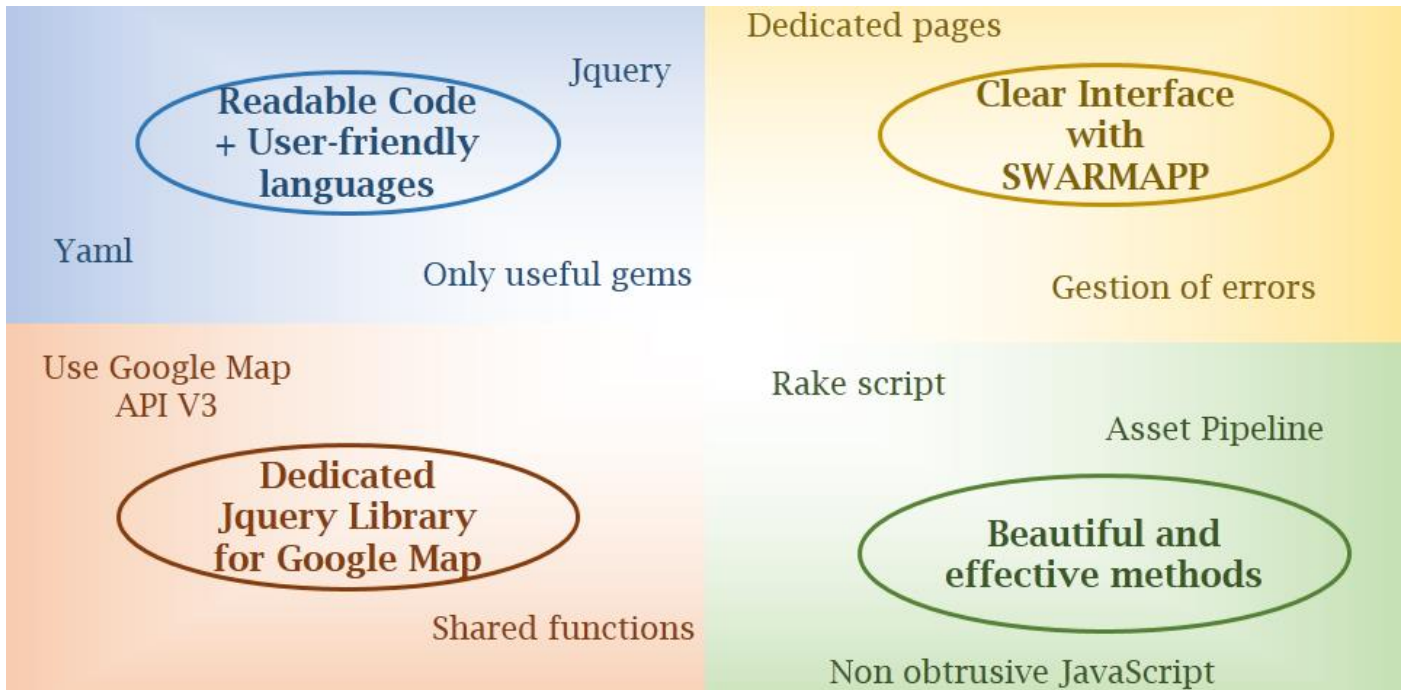 Jquery
Readable Code
+ User-friendly
languages
Yaml
Only useful gems
Dedicated pages
Clear Interface
with
SWARMAPP
Gestion of errors
Use Google Map
API V3
Dedicated
Jquery Library
for Google Map
Shared functions
Rake script
Asset Pipeline
Beautiful and
effective methods
Non obtrusive JavaScript